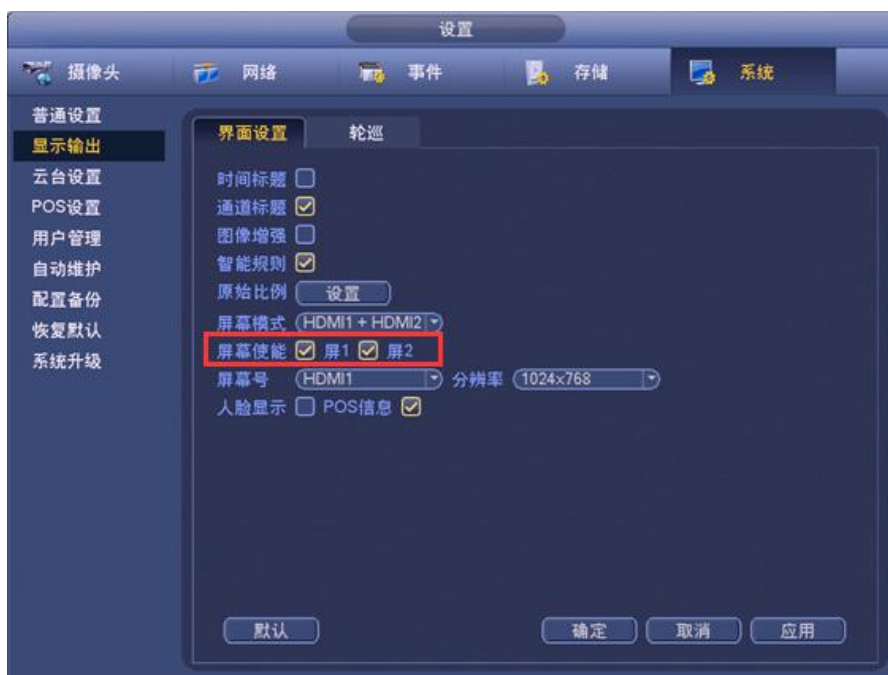 设置
摄像头 网络 事件 存储 系统
普通设置
显示输出
云台设置
POS设置
用户管理
自动维护
配置备份
恢复默认
系统升级
界面设置 轮巡
时间标题
通道标题
图像增强
智能规则
原始比例 设置
屏幕模式 HDMI1 + HDMI2
屏幕使能 屏1 屏2
屏幕号 HDMI1 分辨率 1024×768
人脸显示 POS信息
默认 确定 取消 应用